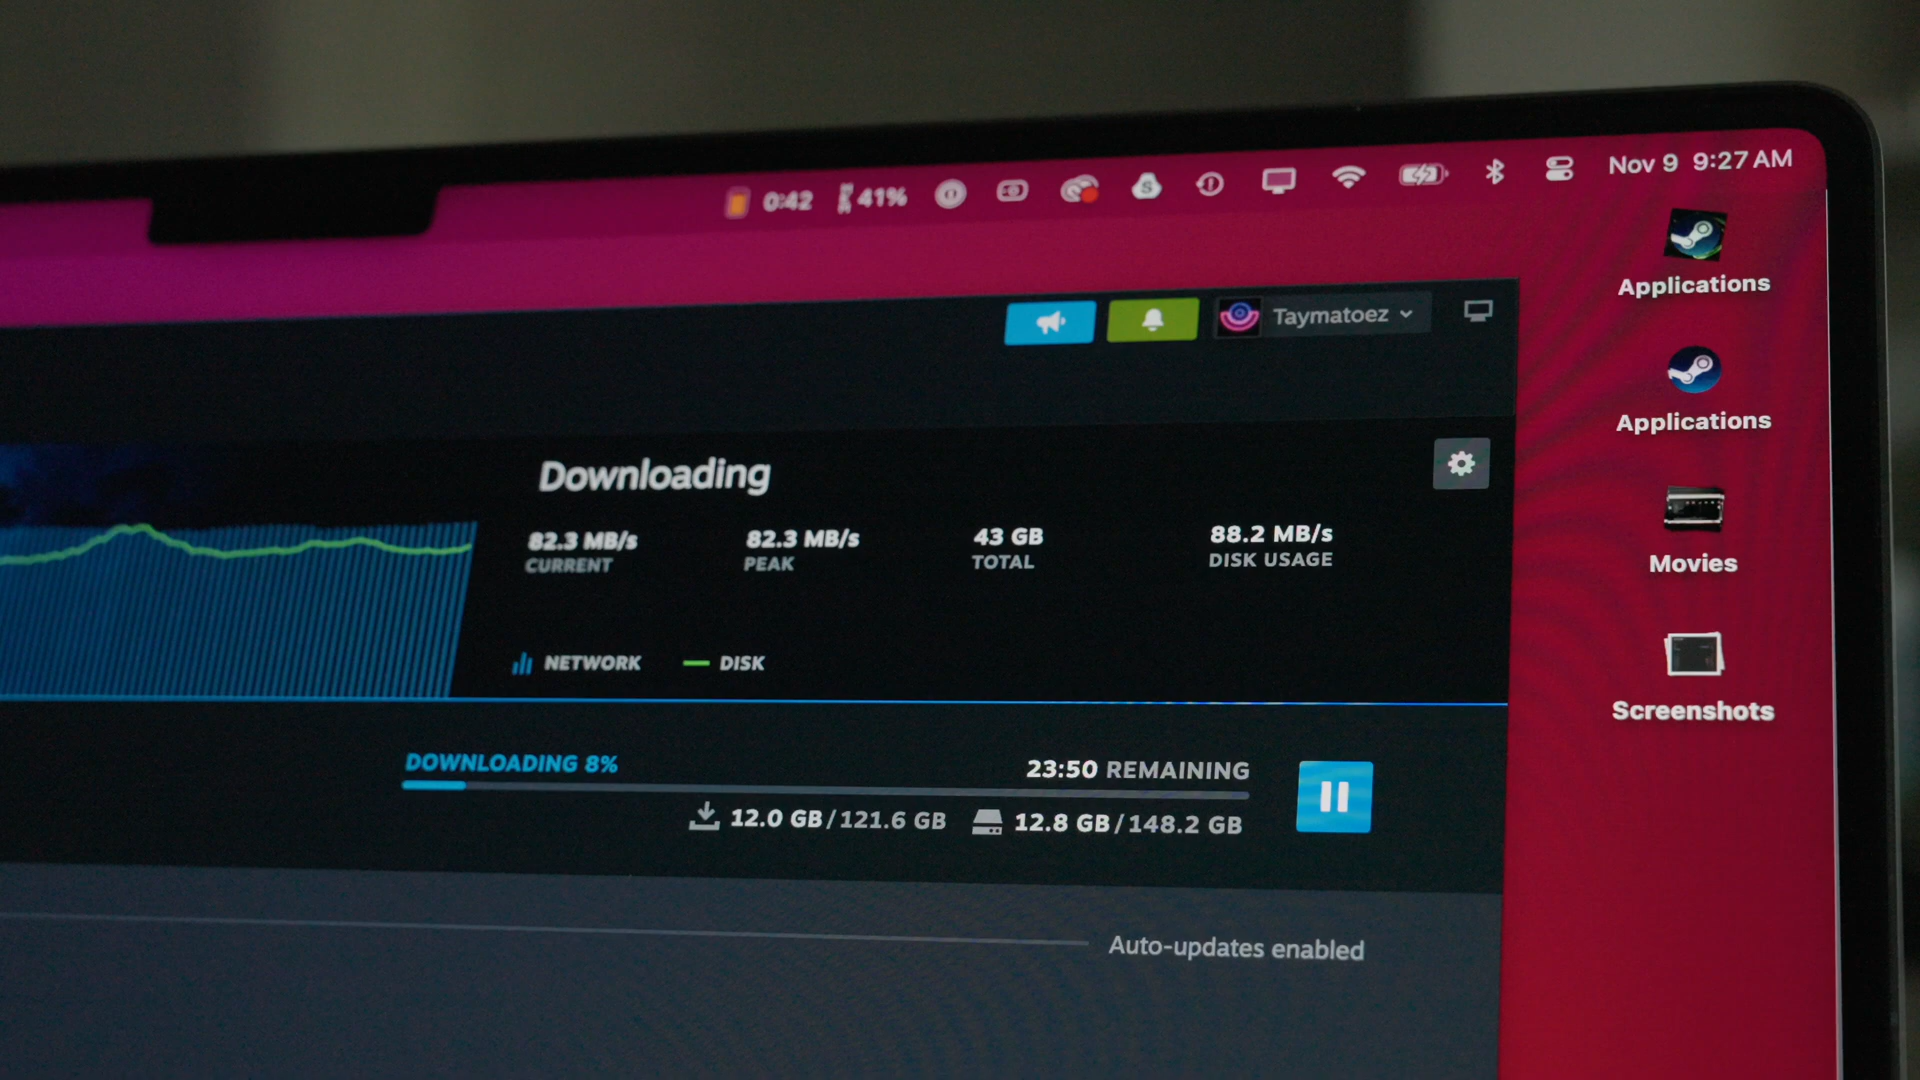 0:42 41% Nov 9 9:27 AM
Applications
Taymatoez
Applications
Downloading
82.3 MB/s 82.3 MB/s 43 GB 88.2 MB/s
CURRENT PEAK TOTAL DISK USAGE
Movies
NETWORK DISK
Screenshots
DOWNLOADING 8% 23:50 REMAINING
12.0 GB/121.6 GB 12.8 GB/148.2 GB
Auto-updates enabled